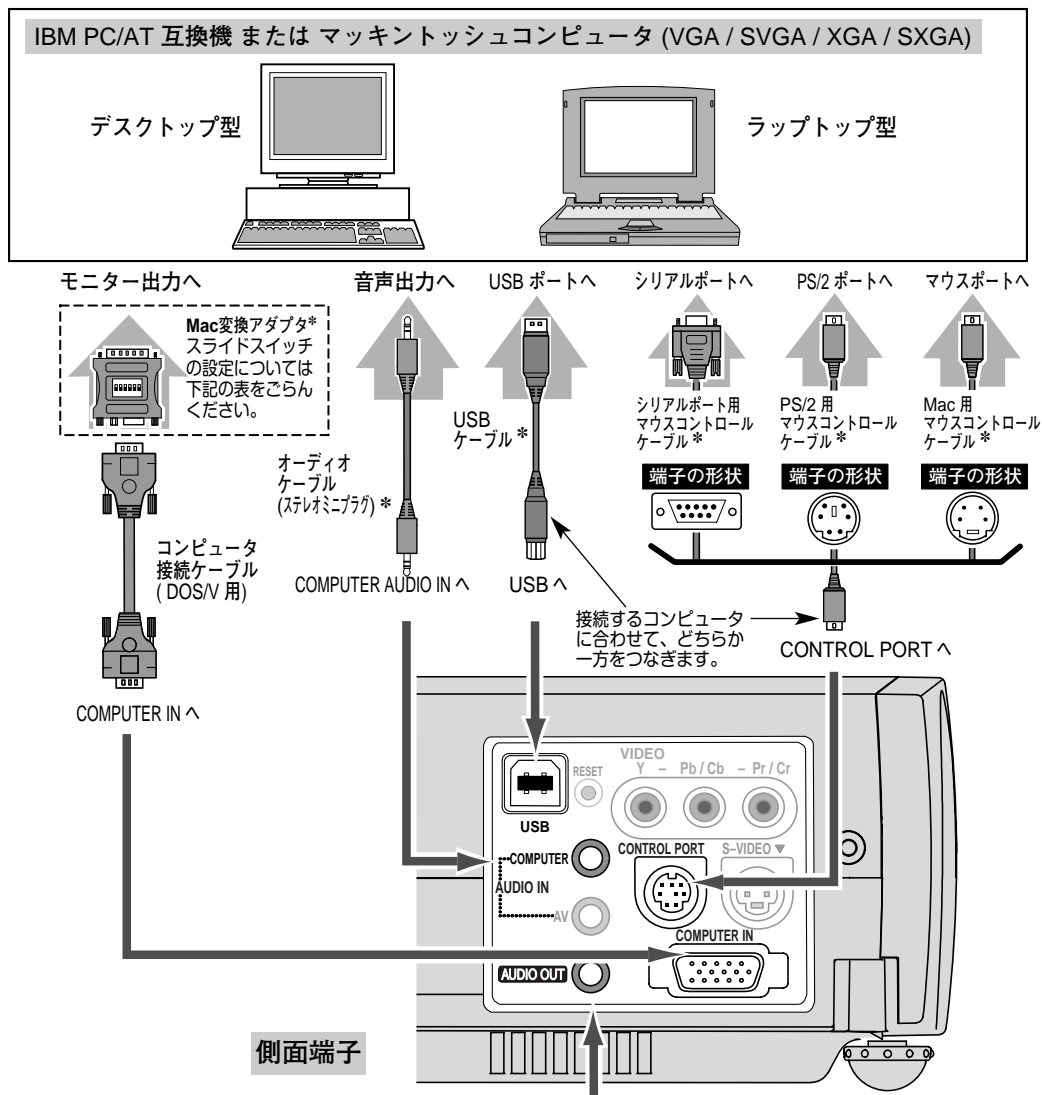 IBM PC/AT 互換機 または マッキントッシュコンピュータ (VGA / SVGA / XGA / SXGA)
デスクトップ型
ラップトップ型
モニター出力へ
音声出力へ
USB ポートへ
シリアルポートへ
PS/2 ポートへ
マウスポートへ
Mac変換アダプタ*
スライドスイッチ
の設定については
下記の表をごらん
ください。
USB
ケーブル*
シリアルポート用
マウスコントロール
ケーブル*
PS/2 用
マウスコントロール
ケーブル*
Mac 用
マウスコントロール
ケーブル*
オーディオ
ケーブル
(ステレオミニプラグ) *
端子の形状
端子の形状
端子の形状
コンピュータ
接続ケーブル
( DOS/V 用)
COMPUTER AUDIO IN へ
USB へ
接続するコンピュータ
に合わせて、どちらか
一方をつなぎます。
CONTROL PORT へ
COMPUTER IN へ
VIDEO
Y – Pb / Cb – Pr / Cr
RESET
USB
CONTROL PORT
S–VIDEO ▼
COMPUTER
AUDIO IN
AV
COMPUTER IN
AUDIO OUT
側面端子